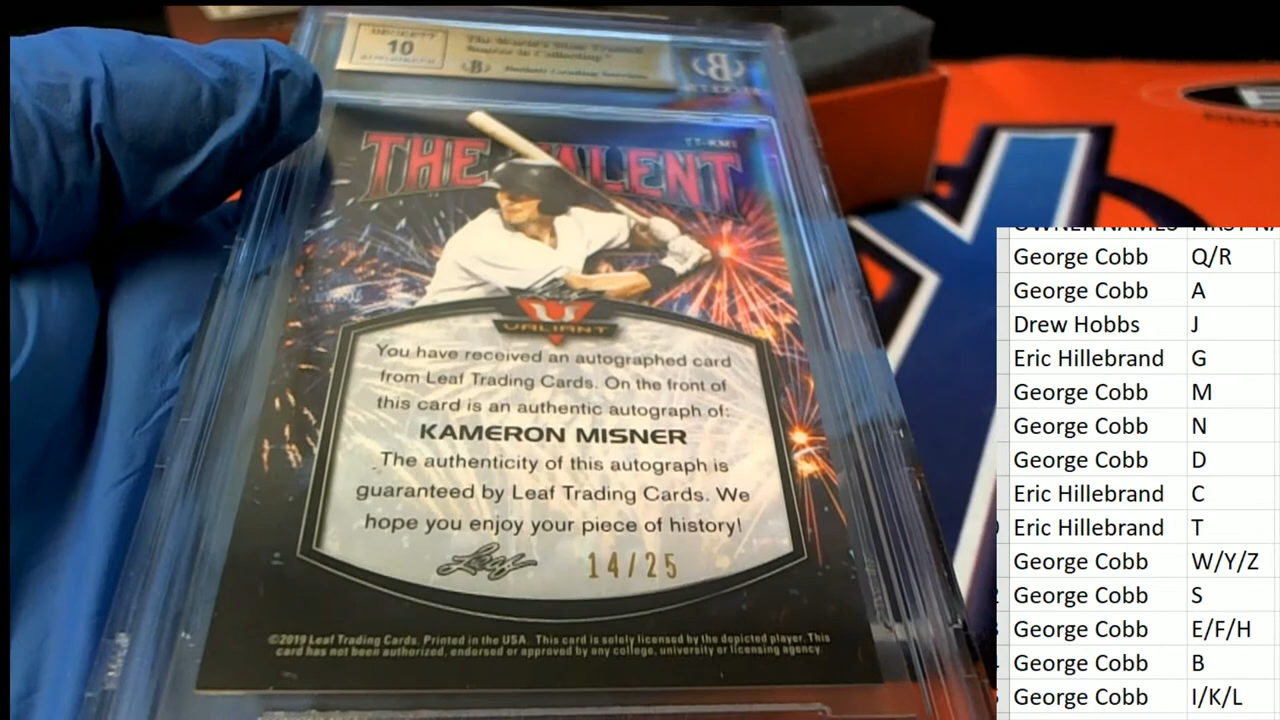 10
THE TALENT
VALIANT
You have received an autographed card
from Leaf Trading Cards. On the front of
this card is an authentic autograph of:
KAMERON MISNER
The authenticity of this autograph is
guaranteed by Leaf Trading Cards. We
hope you enjoy your piece of history!
Leaf
14/25
©2019 Leaf Trading Cards. Printed in the USA. This card is solely licensed by the depicted player. This
card has not been authorized, endorsed or approved by any college, university or licensing agency.
OWNER NAMES
George Cobb Q/R
George Cobb A
Drew Hobbs J
Eric Hillebrand G
George Cobb M
George Cobb N
George Cobb D
Eric Hillebrand C
Eric Hillebrand T
George Cobb W/Y/Z
George Cobb S
George Cobb E/F/H
George Cobb B
George Cobb I/K/L